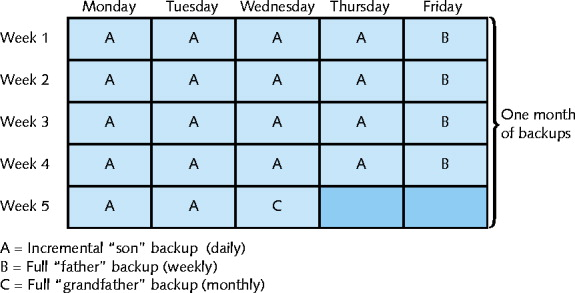 Monday Tuesday Wednesday Thursday Friday
Week 1 A A A A B
Week 2 A A A A B
Week 3 A A A A B
Week 4 A A A A B
Week 5 A A C
One month
of backups
A = Incremental “son” backup (daily)
B = Full “father” backup (weekly)
C = Full “grandfather” backup (monthly)